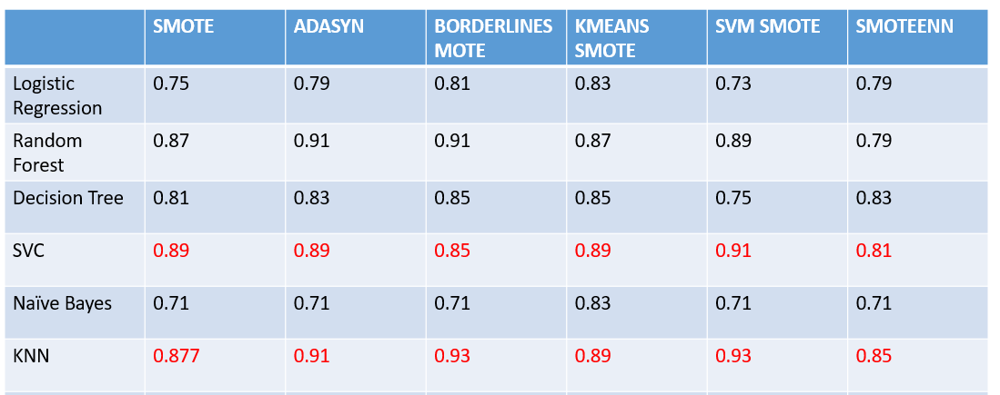 SMOTE ADASYN BORDERLINES KMEANS SVM SMOTE SMOTEENN
MOTE SMOTE
Logistic 0.75 0.79 0.81 0.83 0.73 0.79
Regression
Random 0.87 0.91 0.91 0.87 0.89 0.79
Forest
Decision Tree 0.81 0.83 0.85 0.85 0.75 0.83
SVC 0.89 0.89 0.85 0.89 0.91 0.81
Naïve Bayes 0.71 0.71 0.71 0.83 0.71 0.71
KNN 0.877 0.91 0.93 0.89 0.93 0.85